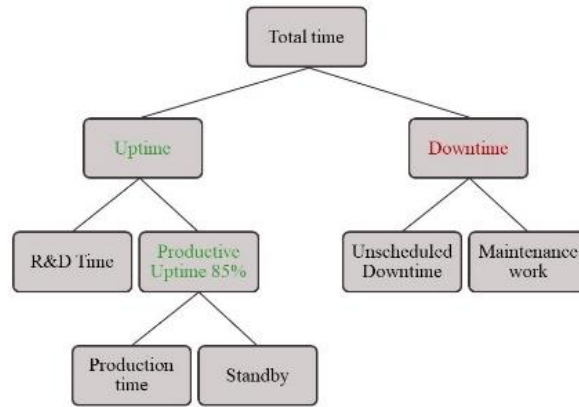 Total time
Uptime
Downtime
R&D Time
Productive
Uptime 85%
Unscheduled
Downtime
Maintenance
work
Production
time
Standby